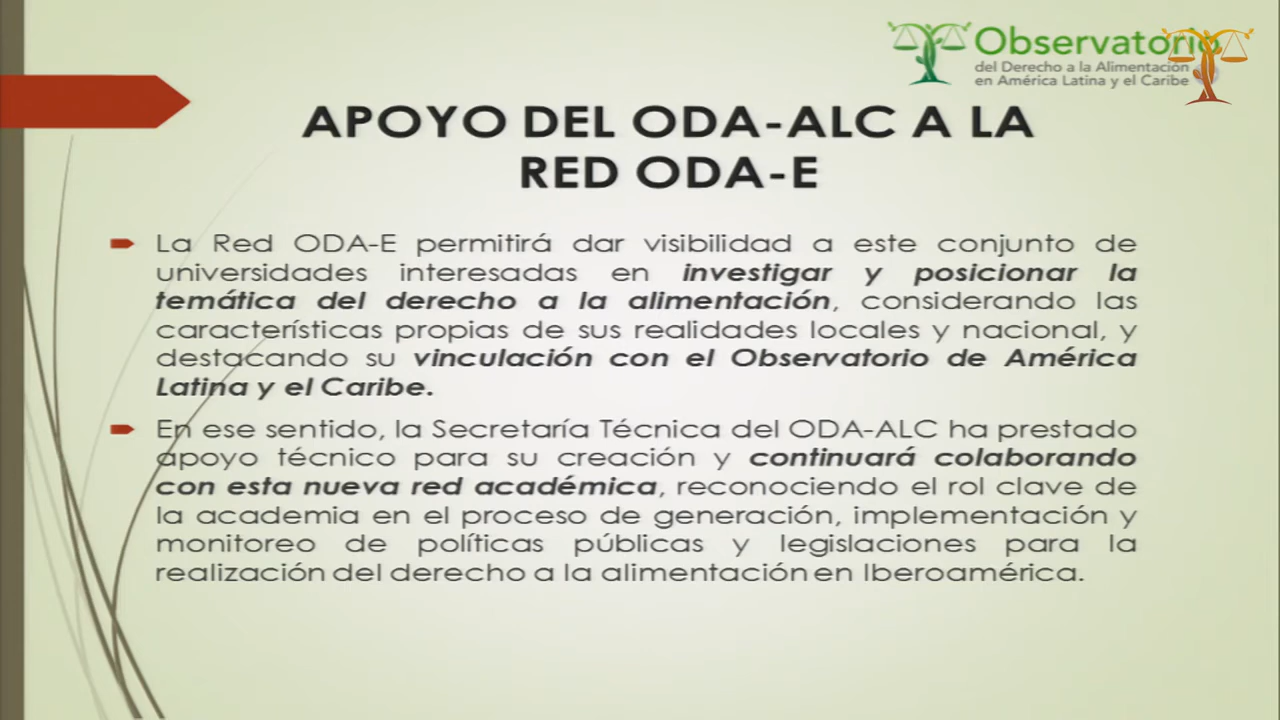 Observatorio
del Derecho a la Alimentación
en América Latina y el Caribe
APOYO DEL ODA-ALC A LA
RED ODA-E
La Red ODA-E permitirá dar visibilidad a este conjunto de
universidades interesadas en investigar y posicionar la
temática del derecho a la alimentación, considerando las
características propias de sus realidades locales y nacional, y
destacando su vinculación con el Observatorio de América
Latina y el Caribe.
En ese sentido, la Secretaría Técnica del ODA-ALC ha prestado
apoyo técnico para su creación y continuará colaborando
con esta nueva red académica, reconociendo el rol clave de
la academia en el proceso de generación, implementación y
monitoreo de políticas públicas y legislaciones para la
realización del derecho a la alimentación en Iberoamérica.